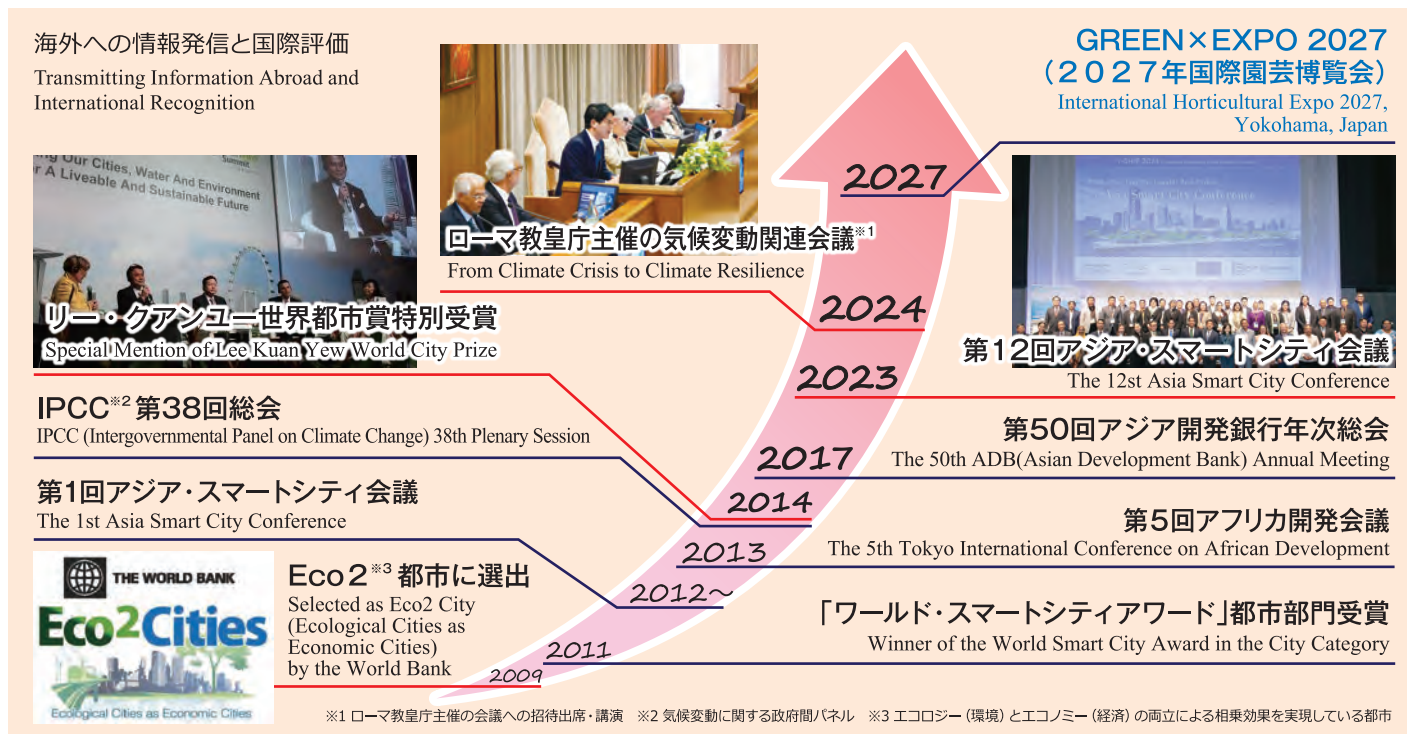 海外への情報発信と国際評価
Transmitting Information Abroad and
International Recognition
GREEN×EXPO 2027
（２０２７年国際園芸博覧会）
International Horticultural Expo 2027,
Yokohama, Japan
2027
Our Cities, Water And Environment
A Liveable And Sustainable Future
Summit
リー・クアンユー世界都市賞特別受賞
Special Mention of Lee Kuan Yew World City Prize
ローマ教皇庁主催の気候変動関連会議※1
From Climate Crisis to Climate Resilience
2024
Smart City Conference
第12回アジア・スマートシティ会議
The 12st Asia Smart City Conference
2023
IPCC※2 第38回総会
IPCC (Intergovernmental Panel on Climate Change) 38th Plenary Session
第50回アジア開発銀行年次総会
The 50th ADB(Asian Development Bank) Annual Meeting
2017
2014
第1回アジア・スマートシティ会議
The 1st Asia Smart City Conference
第5回アフリカ開発会議
The 5th Tokyo International Conference on African Development
2013
2012～
THE WORLD BANK
Eco2Cities
Ecological Cities as Economic Cities
Eco2※3 都市に選出
Selected as Eco2 City
(Ecological Cities as
Economic Cities)
by the World Bank
「ワールド・スマートシティアワード」都市部門受賞
Winner of the World Smart City Award in the City Category
2011
2009
※1 ローマ教皇庁主催の会議への招待出席・講演　※2 気候変動に関する政府間パネル　※3 エコロジー（環境）とエコノミー（経済）の両立による相乗効果を実現している都市